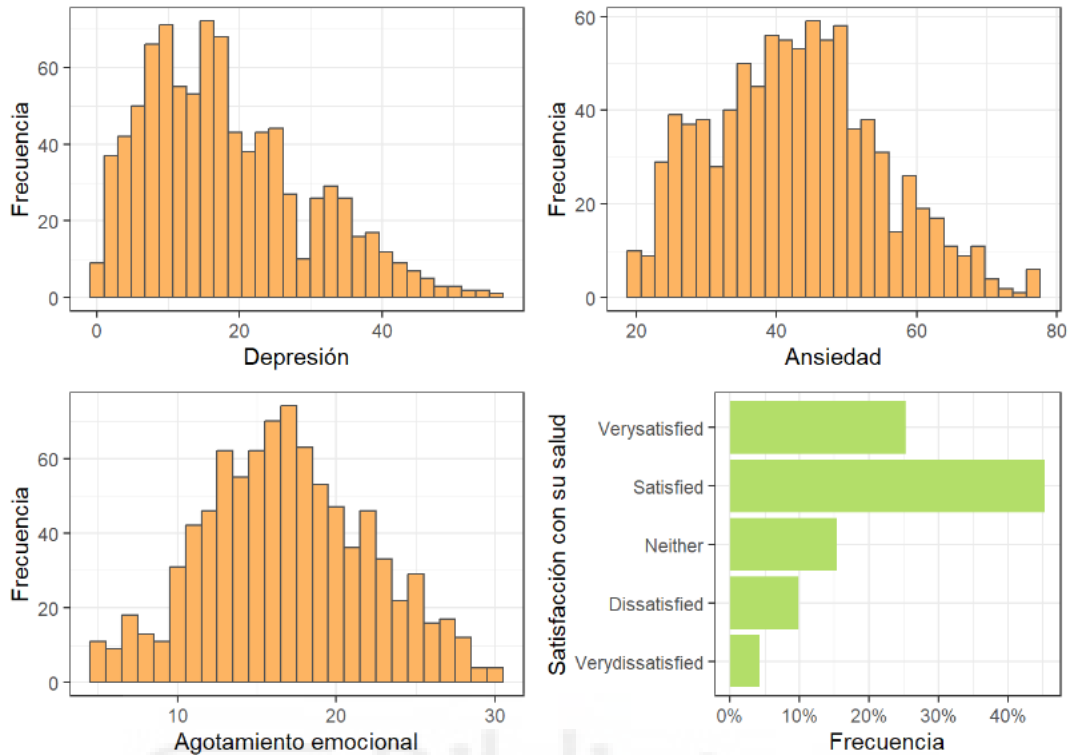 Frecuencia
60
40
20
0
0
20
40
Depresión
Frecuencia
60
40
20
0
20
40
60
80
Ansiedad
Frecuencia
60
40
20
0
10
20
30
Agotamiento emocional
Satisfacción con su salud
Verysatisfied
Satisfied
Neither
Dissatisfied
Verydissatisfied
0%
10%
20%
30%
40%
Frecuencia